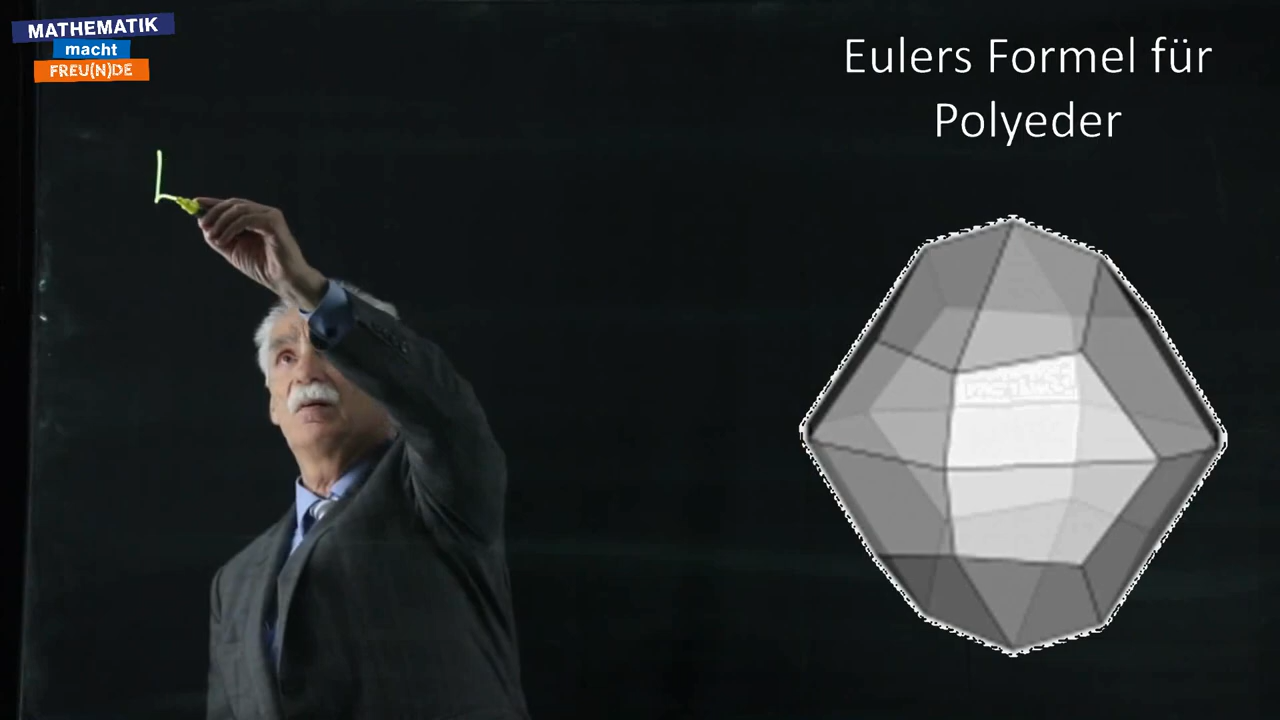 MATHEMATIK
macht
FREU(N)DE
Eulers Formel für
Polyeder